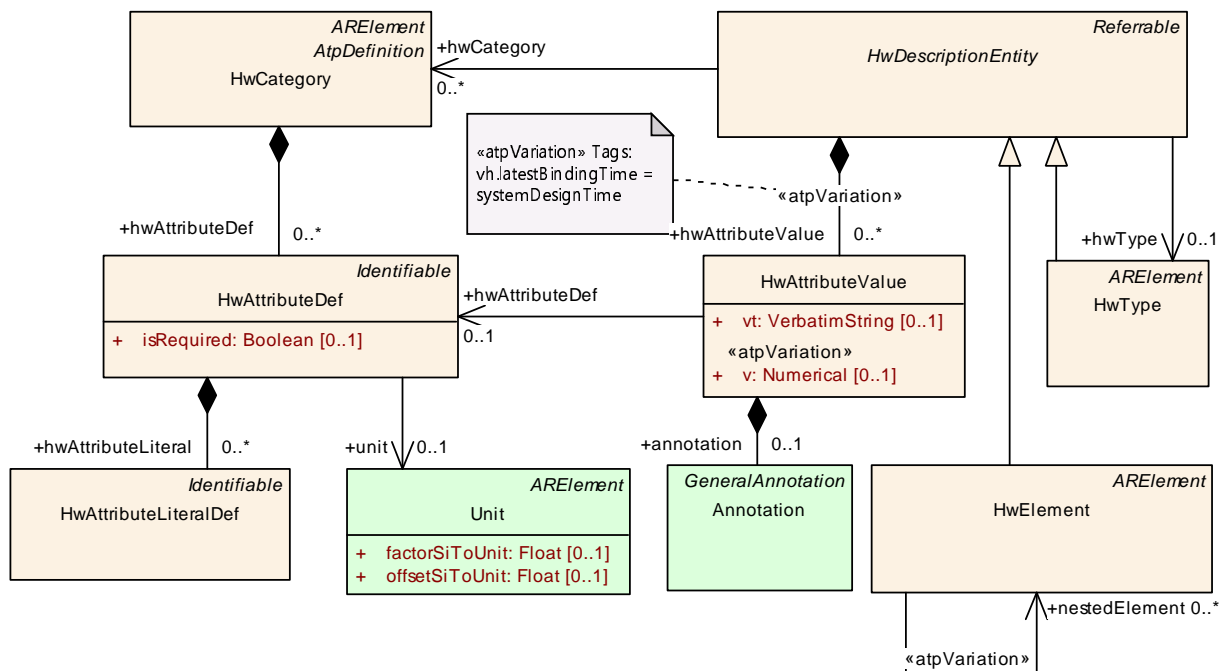 ARElement
AtpDefinition
HwCategory
+hwCategory
0..*
Referrable
HwDescriptionEntity
«atpVariation» Tags:
vh.latestBindingTime =
systemDesignTime
«atpVariation»
+hwAttributeDef
0..*
+hwAttributeValue
0..*
+hwType
0..1
Identifiable
HwAttributeDef
+ isRequired: Boolean [0..1]
+hwAttributeDef
0..1
HwAttributeValue
+ vt: VerbatimString [0..1]
«atpVariation»
+ v: Numerical [0..1]
ARElement
HwType
+hwAttributeLiteral
0..*
+unit
0..1
+annotation
0..1
Identifiable
HwAttributeLiteralDef
ARElement
Unit
+ factorSiToUnit: Float [0..1]
+ offsetSiToUnit: Float [0..1]
GeneralAnnotation
Annotation
ARElement
HwElement
+nestedElement 0..*
«atpVariation»